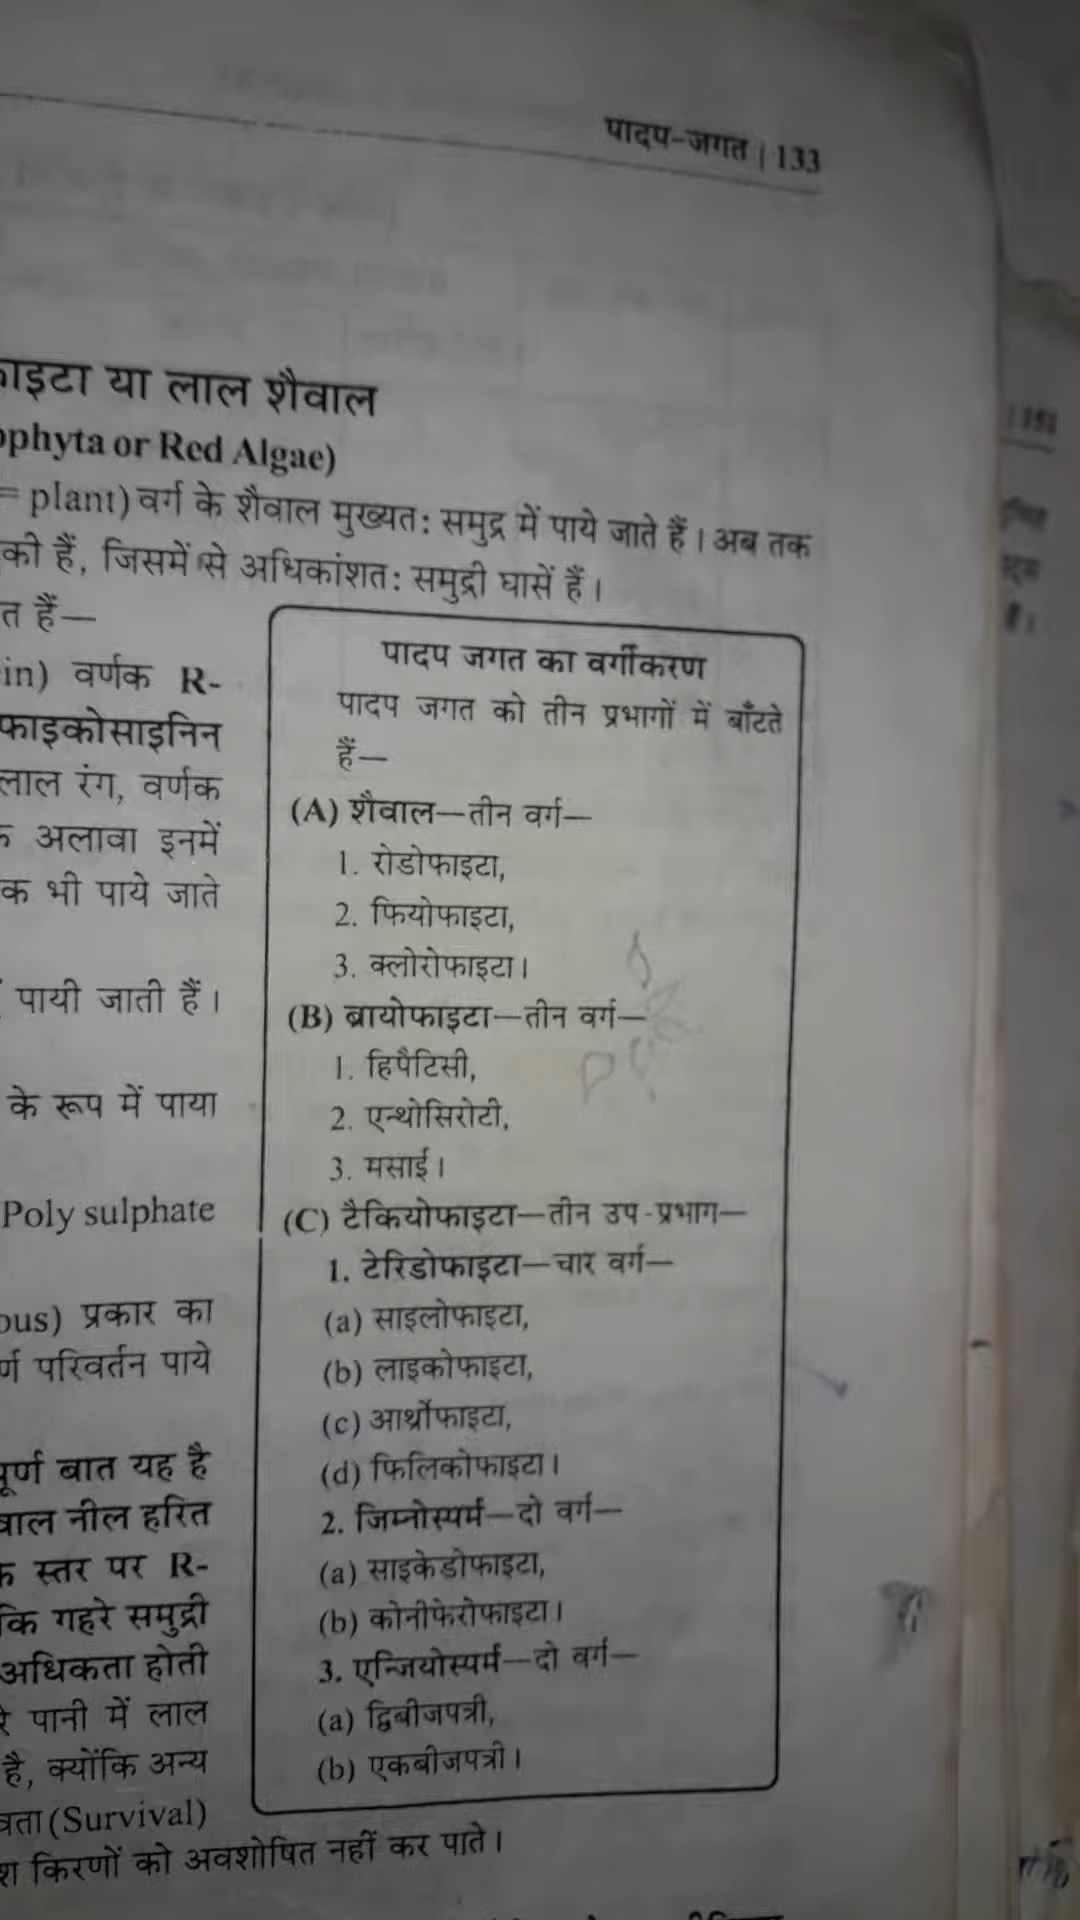 पादप-जगत | 133
ाइटा या लाल शैवाल
ophyta or Red Algae)
= plant) वर्ग के शैवाल मुख्यतः समुद्र में पाये जाते हैं। अब तक
की हैं, जिसमें से अधिकांशतः समुद्री घासें हैं।
त हैं—
in) वर्णक R-
फाइकोसाइनिन
लाल रंग, वर्णक
अलावा इनमें
क भी पाये जाते
पायी जाती हैं।
के रूप में पाया
Poly sulphate
ous) प्रकार का
र्ण परिवर्तन पाये
पूर्ण बात यह है
वाल नील हरित
स्तर पर R-
कि गहरे समुद्री
अधिकता होती
रे पानी में लाल
है, क्योंकि अन्य
वता (Survival)
श किरणों को अवशोषित नहीं कर पाते।
पादप जगत का वर्गीकरण
पादप जगत को तीन प्रभागों में बाँटते
हैं—
(A) शैवाल—तीन वर्ग—
1. रोडोफाइटा,
2. फियोफाइटा,
3. क्लोरोफाइटा।
(B) ब्रायोफाइटा—तीन वर्ग—
1. हिपैटिसी,
2. एन्थोसिरोटी,
3. मसाई।
(C) टैकियोफाइटा—तीन उप-प्रभाग—
1. टेरिडोफाइटा—चार वर्ग—
(a) साइलोफाइटा,
(b) लाइकोफाइटा,
(c) आर्थ्रोफाइटा,
(d) फिलिकोफाइटा।
2. जिम्नोस्पर्म—दो वर्ग—
(a) साइकेडोफाइटा,
(b) कोनीफेरोफाइटा।
3. एन्जियोस्पर्म—दो वर्ग—
(a) द्विबीजपत्री,
(b) एकबीजपत्री।